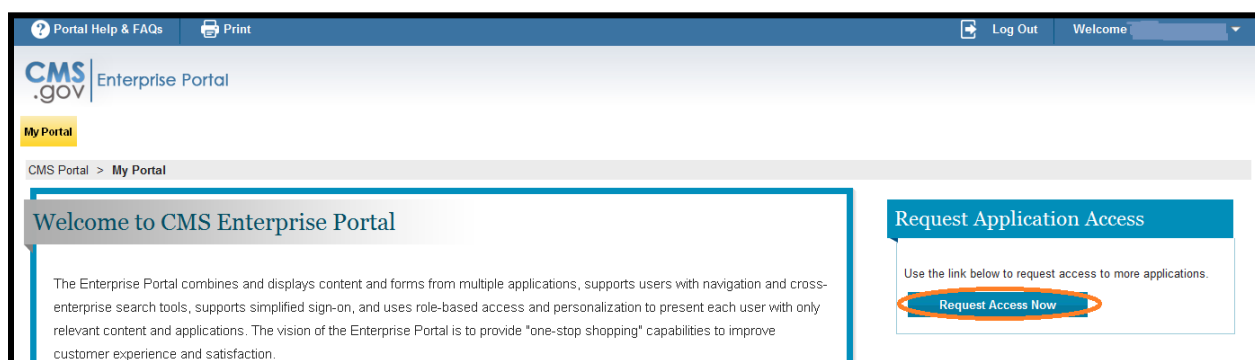 Portal Help & FAQs Print Log Out Welcome
CMS
.gov Enterprise Portal
My Portal
CMS Portal > My Portal
Welcome to CMS Enterprise Portal
The Enterprise Portal combines and displays content and forms from multiple applications, supports users with navigation and cross-
enterprise search tools, supports simplified sign-on, and uses role-based access and personalization to present each user with only
relevant content and applications. The vision of the Enterprise Portal is to provide "one-stop shopping" capabilities to improve
customer experience and satisfaction.
Request Application Access
Use the link below to request access to more applications.
Request Access Now